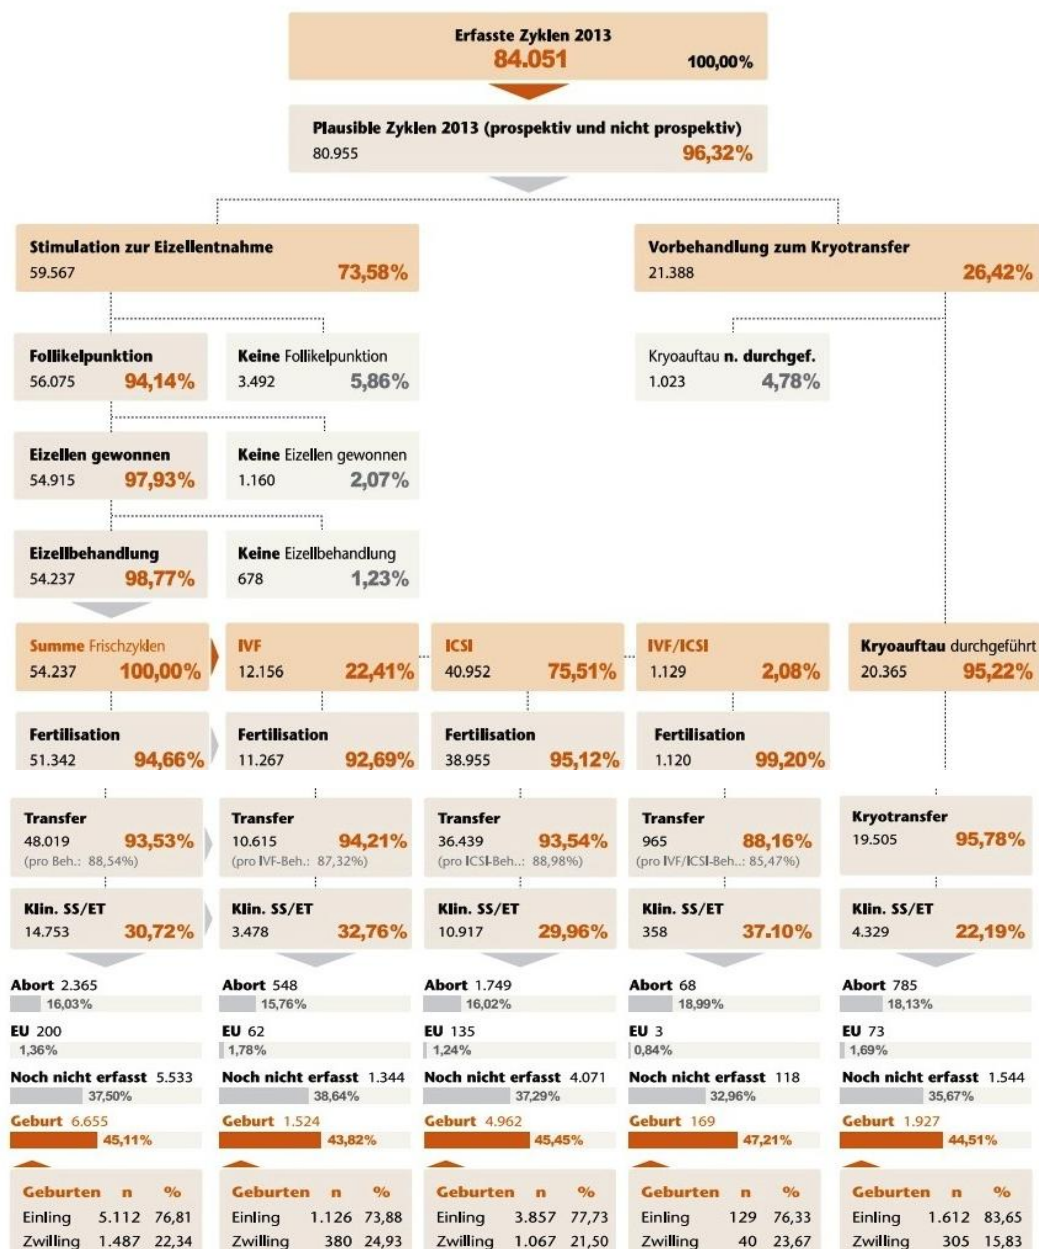 Erfasste Zyklen 2013
84.051 100,00%
Plausible Zyklen 2013 (prospektiv und nicht prospektiv)
80.955 96,32%
Stimulation zur Eizellentnahme
59.567 73,58%
Vorbehandlung zum Kryotransfer
21.388 26,42%
Follikelpunktion
56.075 94,14%
Keine Follikelpunktion
3.492 5,86%
Kryoauftau n. durchgef.
1.023 4,78%
Eizellen gewonnen
54.915 97,93%
Keine Eizellen gewonnen
1.160 2,07%
Eizellbehandlung
54.237 98,77%
Keine Eizellbehandlung
678 1,23%
Summe Frischzyklen
54.237 100,00%
IVF
12.156 22,41%
ICSI
40.952 75,51%
IVF/ICSI
1.129 2,08%
Kryoauftau durchgeführt
20.365 95,22%
Fertilisation
51.342 94,66%
Fertilisation
11.267 92,69%
Fertilisation
38.955 95,12%
Fertilisation
1.120 99,20%
Transfer
48.019 93,53%
(pro Beh.: 88,54%)
Transfer
10.615 94,21%
(pro IVF-Beh.: 87,32%)
Transfer
36.439 93,54%
(pro ICSI-Beh..: 88,98%)
Transfer
965 88,16%
(pro IVF/ICSI-Beh..: 85,47%)
Kryotransfer
19.505 95,78%
Klin. SS/ET
14.753 30,72%
Klin. SS/ET
3.478 32,76%
Klin. SS/ET
10.917 29,96%
Klin. SS/ET
358 37.10%
Klin. SS/ET
4.329 22,19%
Abort 2.365
16,03%
EU 200
1,36%
Noch nicht erfasst 5.533
37,50%
Geburt 6.655
45,11%
Abort 548
15,76%
EU 62
1,78%
Noch nicht erfasst 1.344
38,64%
Geburt 1.524
43,82%
Abort 1.749
16,02%
EU 135
1,24%
Noch nicht erfasst 4.071
37,29%
Geburt 4.962
45,45%
Abort 68
18,99%
EU 3
0,84%
Noch nicht erfasst 118
32,96%
Geburt 169
47,21%
Abort 785
18,13%
EU 73
1,69%
Noch nicht erfasst 1.544
35,67%
Geburt 1.927
44,51%
Geburten n %
Einling 5.112 76,81
Zwilling 1.487 22,34
Geburten n %
Einling 1.126 73,88
Zwilling 380 24,93
Geburten n %
Einling 3.857 77,73
Zwilling 1.067 21,50
Geburten n %
Einling 129 76,33
Zwilling 40 23,67
Geburten n %
Einling 1.612 83,65
Zwilling 305 15,83